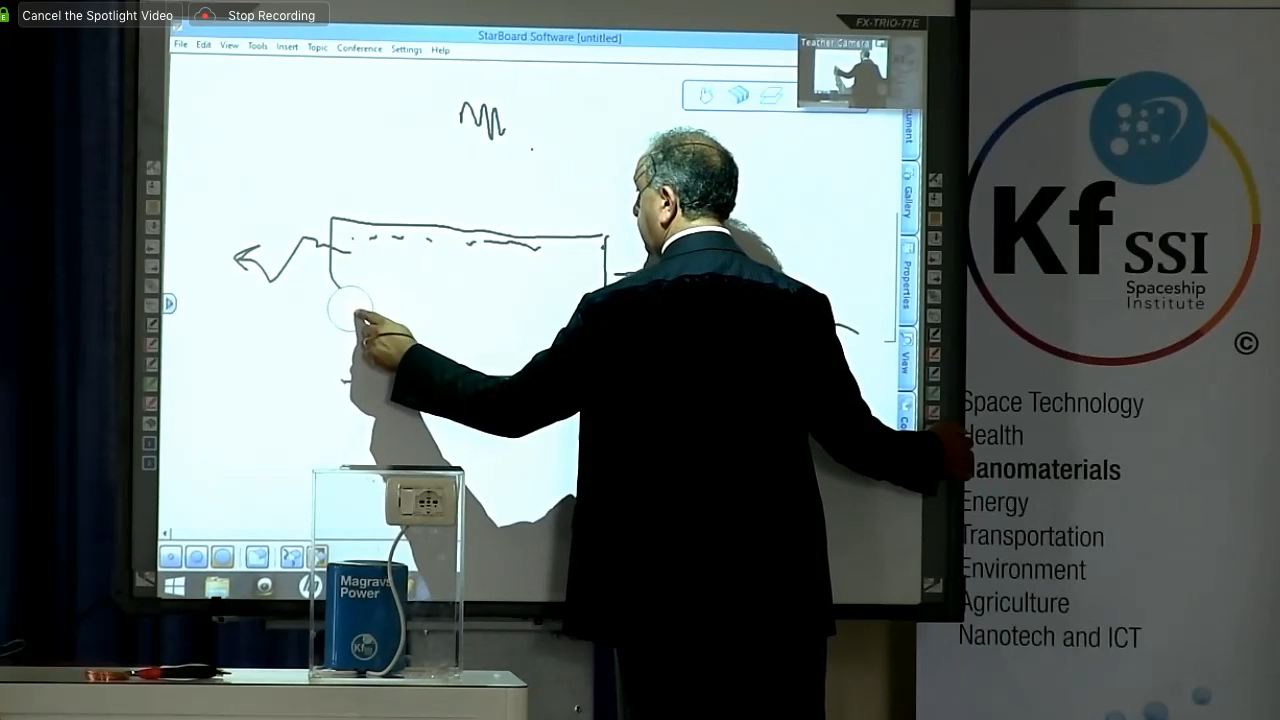 Cancel the Spotlight Video
Stop Recording
FX-TRIO-77E
StarBoard Software [untitled]
File Edit View Tools Insert Topic Conference Settings Help
Teacher Camera
Gallery
Properties
View
Kf SSI
Spaceship
Institute
©
Space Technology
Health
Nanomaterials
Energy
Transportation
Environment
Agriculture
Nanotech and ICT
Magravs
Power
Kf